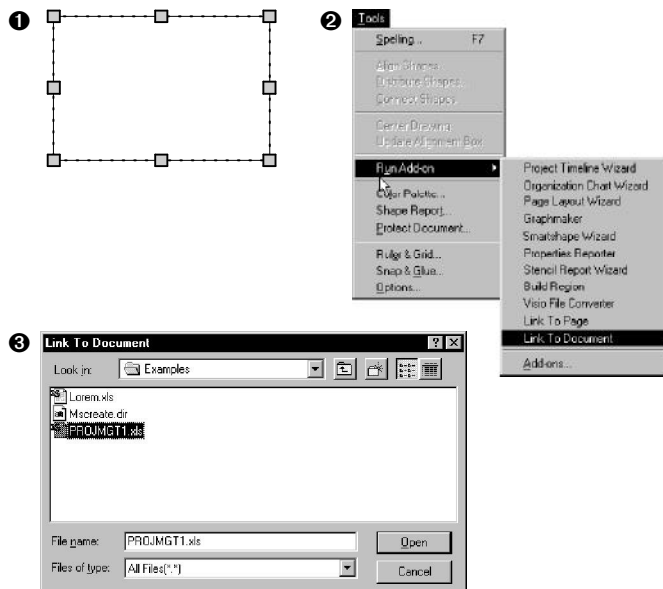 ❶
❷
Tools
Spelling... F7
Align Shapes...
Distribute Shapes...
Connect Shapes
Center Drawing
Update Alignment Box
Run Add-on
Color Palette...
Shape Report...
Protect Document...
Ruler & Grid...
Snap & Glue...
Options...
Project Timeline Wizard
Organization Chart Wizard
Page Layout Wizard
Graphmaker
Smartshape Wizard
Properties Reporter
Stencil Report Wizard
Build Region
Visio File Converter
Link To Page
Link To Document
Add-ons...
❸
Link To Document
Look in: Examples
Lorem.xls
Mscreate.dir
PROJMGT1.xls
File name: PROJMGT1.xls Open
Files of type: All Files(*.*) Cancel